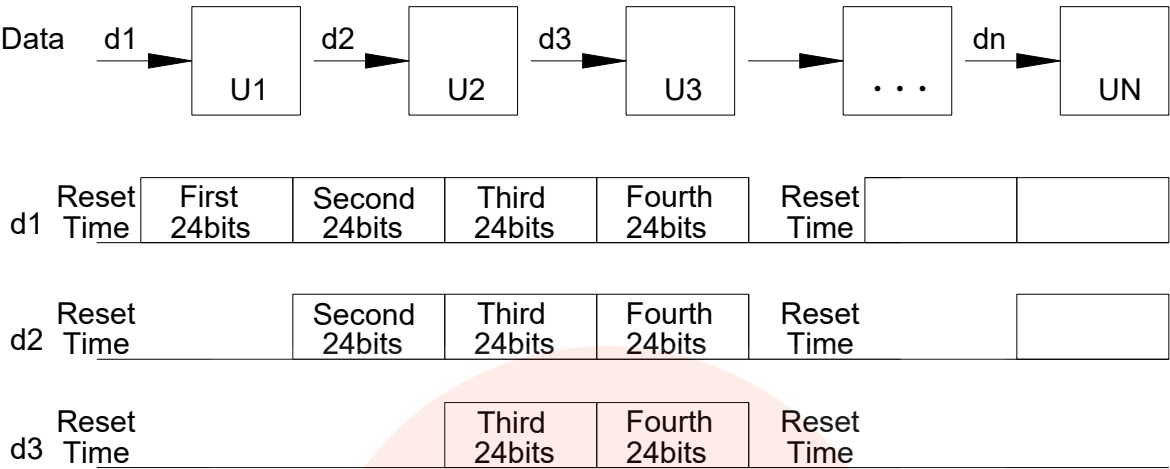 Data d1 d2 d3 dn
U1 U2 U3 ... UN
d1 Reset Time First 24bits Second 24bits Third 24bits Fourth 24bits Reset Time
d2 Reset Time Second 24bits Third 24bits Fourth 24bits Reset Time
d3 Reset Time Third 24bits Fourth 24bits Reset Time